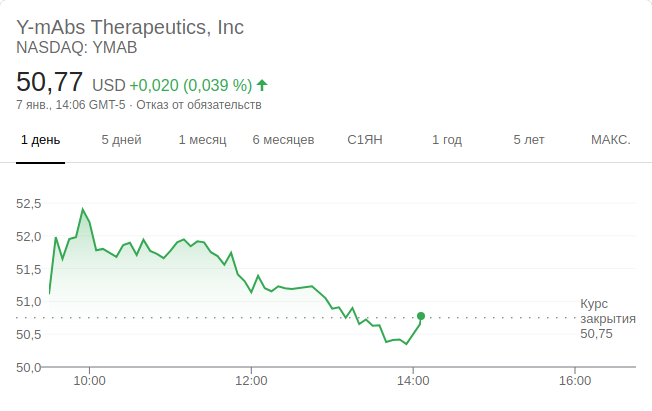 Y-mAbs Therapeutics, Inc
NASDAQ: YMAB
50,77 USD +0,020 (0,039 %)
7 янв., 14:06 GMT-5 · Отказ от обязательств
1 день 5 дней 1 месяц 6 месяцев С1ЯН 1 год 5 лет МАКС.
52,5
52,0
51,5
51,0
50,5
50,0
Курс
закрытия
50,75
10:00 12:00 14:00 16:00